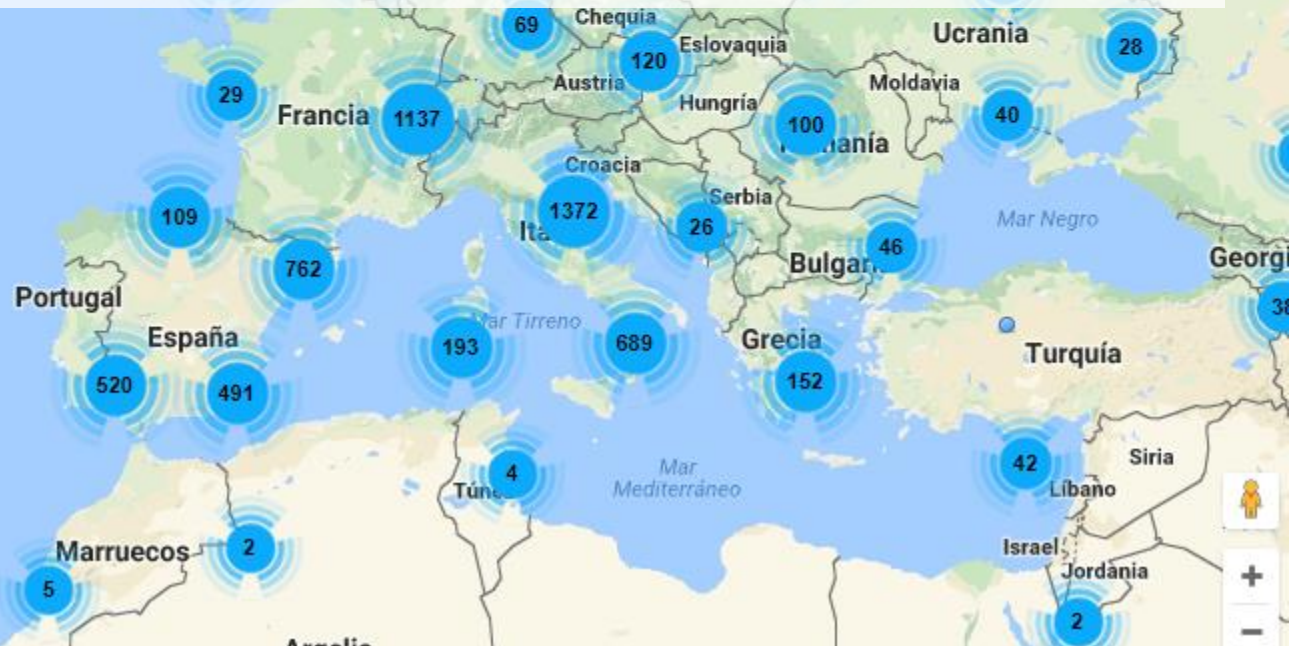 69
Chequia
Ucrania
28
Eslovaquia
120
Austria
Moldavia
29
Hungría
Francia
1137
40
100
Croacia
Serbia
1372
109
26
Mar Negro
46
Georgi
762
Bulgar
Portugal
38
Mar Tirreno
España
Grecia
193
689
Turquía
520
491
152
Siria
42
4
Mar
Mediterráneo
Líbano
Israel
Marruecos
2
Jordania
5
2
+
−